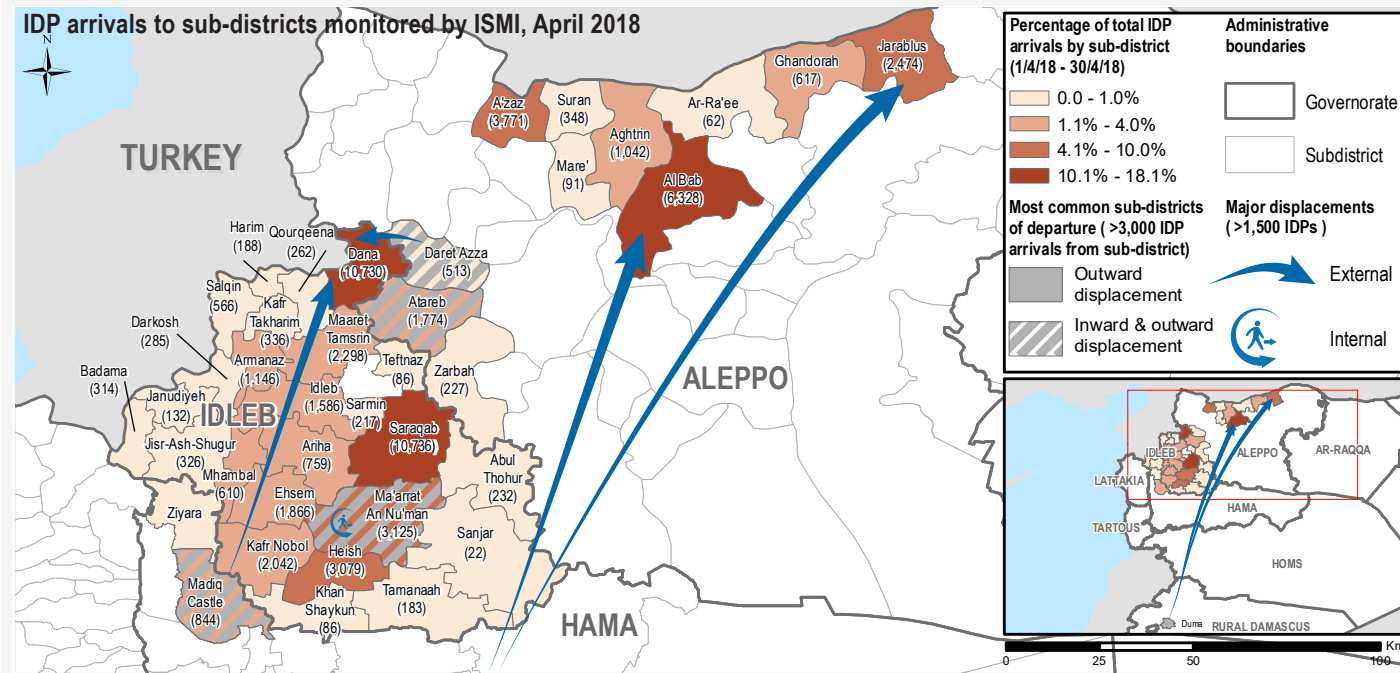 IDP arrivals to sub-districts monitored by ISMI, April 2018
N
TURKEY
A'zaz
(3,771)
Suran
(348)
Mare'
(91)
Aghtrin
(1,042)
Ar-Ra'ee
(62)
Ghandorah
(617)
Jarablus
(2,474)
Al Bab
(6,328)
Harim
(188)
Qourqeena
(262)
Dana
(10,730)
Daret Azza
(513)
Salqin
(566)
Kafr
Takharim
(336)
Atareb
(1,774)
Maaret
Tamsrin
(2,298)
Darkosh
(285)
Armanaz
(1,146)
Teftnaz
(86)
Zarbah
(227)
Badama
(314)
Janudiyeh
(132)
IDLEB
Idleb
(1,586)
Sarmin
(217)
Saraqab
(10,736)
ALEPPO
Jisr-Ash-Shugur
(326)
Ariha
(759)
Mhambal
(610)
Abul
Thohur
(232)
Ehsem
(1,866)
Ma'arrat
An Nu'man
(3,125)
Ziyara
Sanjar
(22)
Kafr Nobol
(2,042)
Heish
(3,079)
Madiq
Castle
(844)
Khan
Shaykun
(86)
Tamanaah
(183)
HAMA
Percentage of total IDP
arrivals by sub-district
(1/4/18 - 30/4/18)
0.0 - 1.0%
1.1% - 4.0%
4.1% - 10.0%
10.1% - 18.1%
Administrative
boundaries
Governorate
Subdistrict
Most common sub-districts
of departure ( >3,000 IDP
arrivals from sub-district)
Outward
displacement
Inward & outward
displacement
Major displacements
( >1,500 IDPs )
External
Internal
IDLEB
ALEPPO
AR-RAQQA
LATTAKIA
HAMA
TARTOUS
HOMS
Duma
RURAL DAMASCUS
0 25 50 100
Km